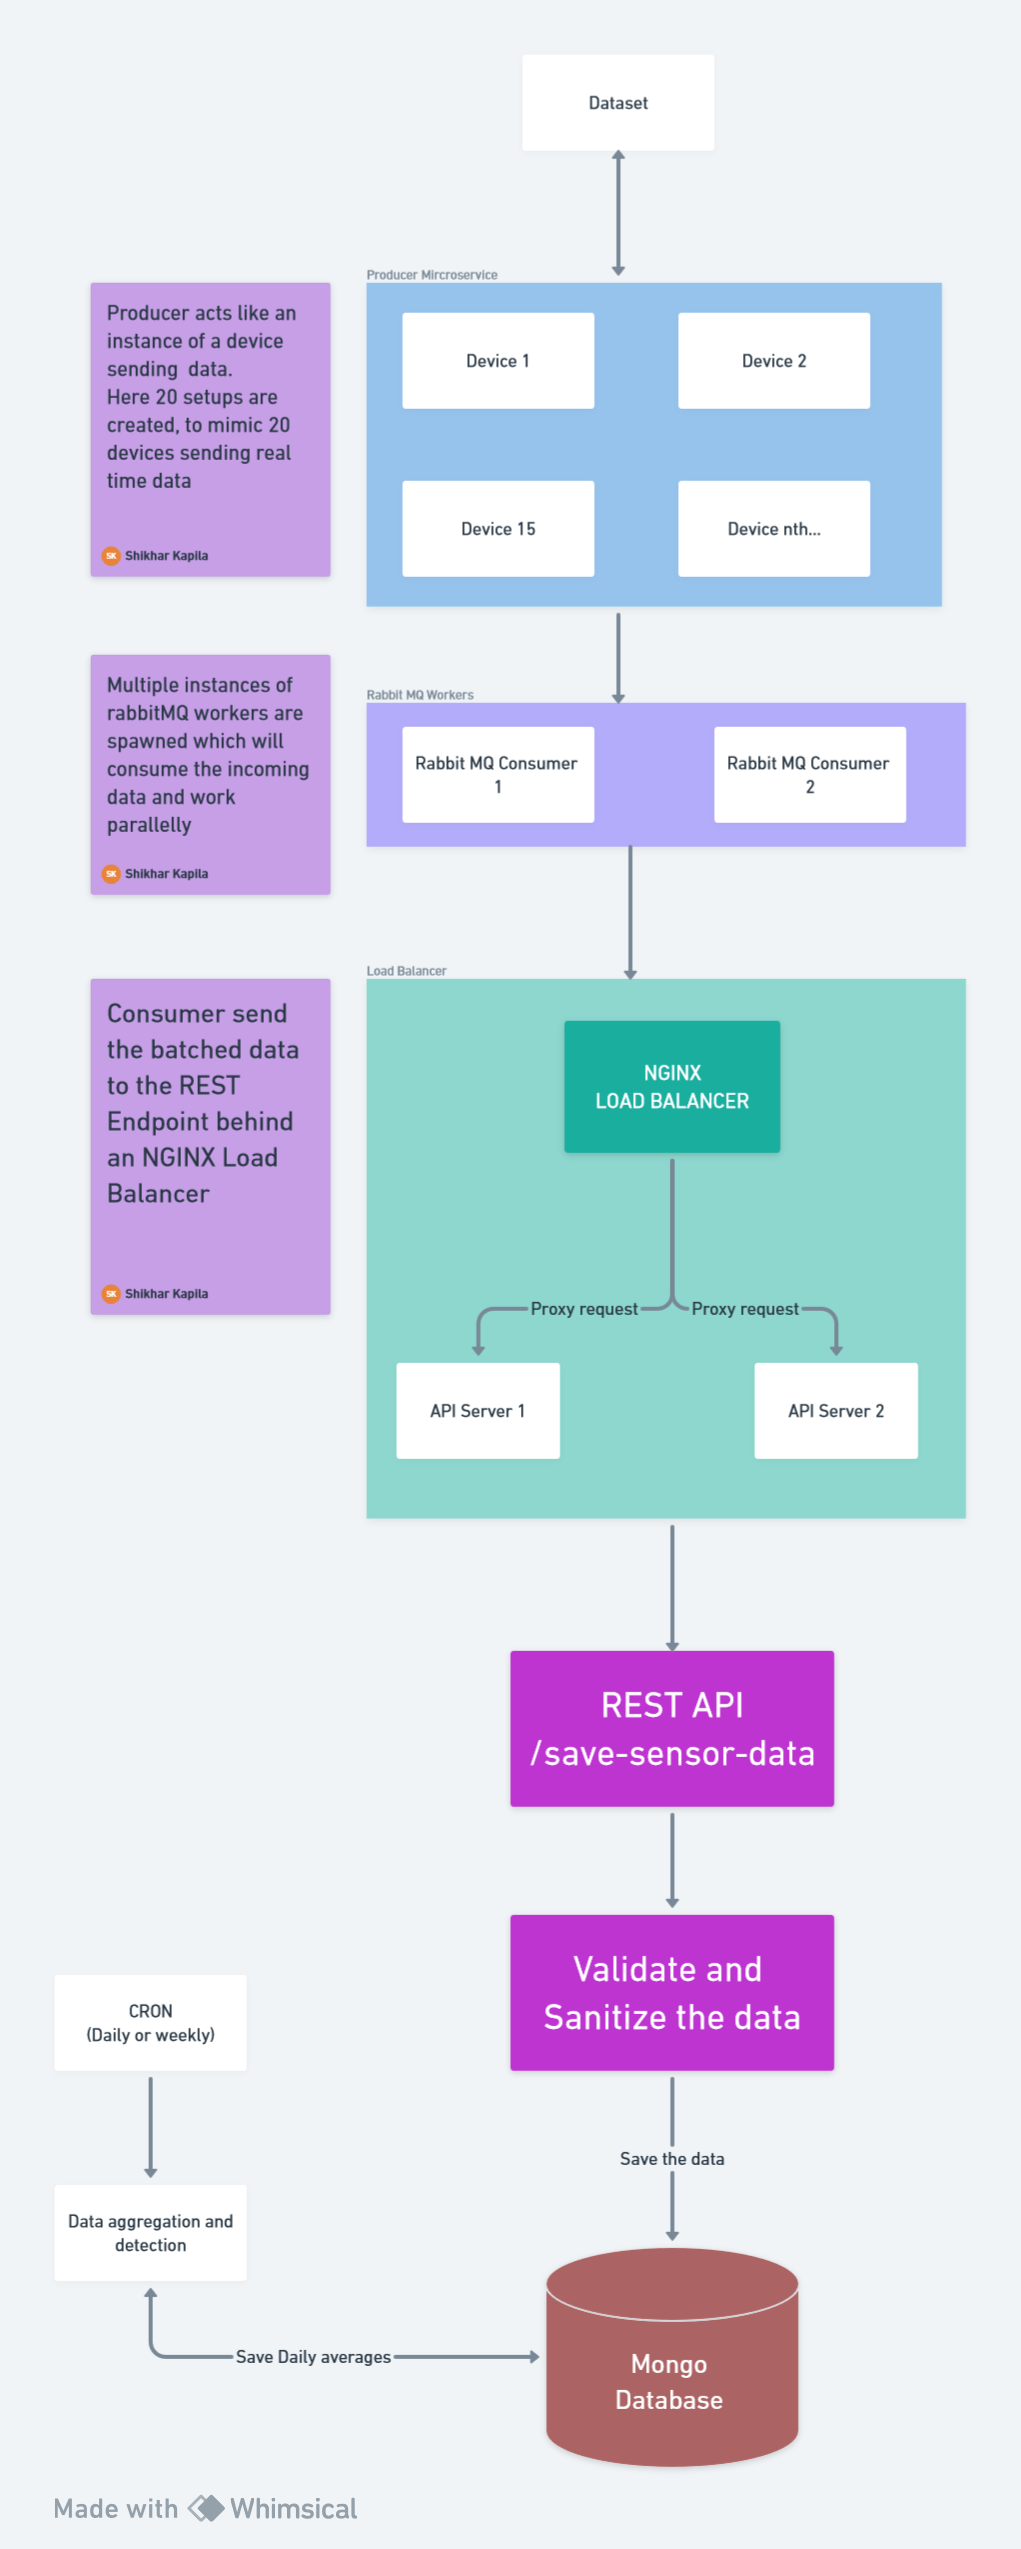 Dataset
Producer Mircroservice
Producer acts like an
instance of a device
sending  data.
Here 20 setups are
created, to mimic 20
devices sending real
time data
SK Shikhar Kapila
Device 1
Device 2
Device 15
Device nth...
Multiple instances of
rabbitMQ workers are
spawned which will
consume the incoming
data and work
parallelly
SK Shikhar Kapila
Rabbit MQ Workers
Rabbit MQ Consumer
1
Rabbit MQ Consumer
2
Load Balancer
Consumer send
the batched data
to the REST
Endpoint behind
an NGINX Load
Balancer
SK Shikhar Kapila
NGINX
LOAD BALANCER
Proxy request
Proxy request
API Server 1
API Server 2
REST API
/save-sensor-data
Validate and
Sanitize the data
CRON
(Daily or weekly)
Save the data
Data aggregation and
detection
Save Daily averages
Mongo
Database
Made with Whimsical